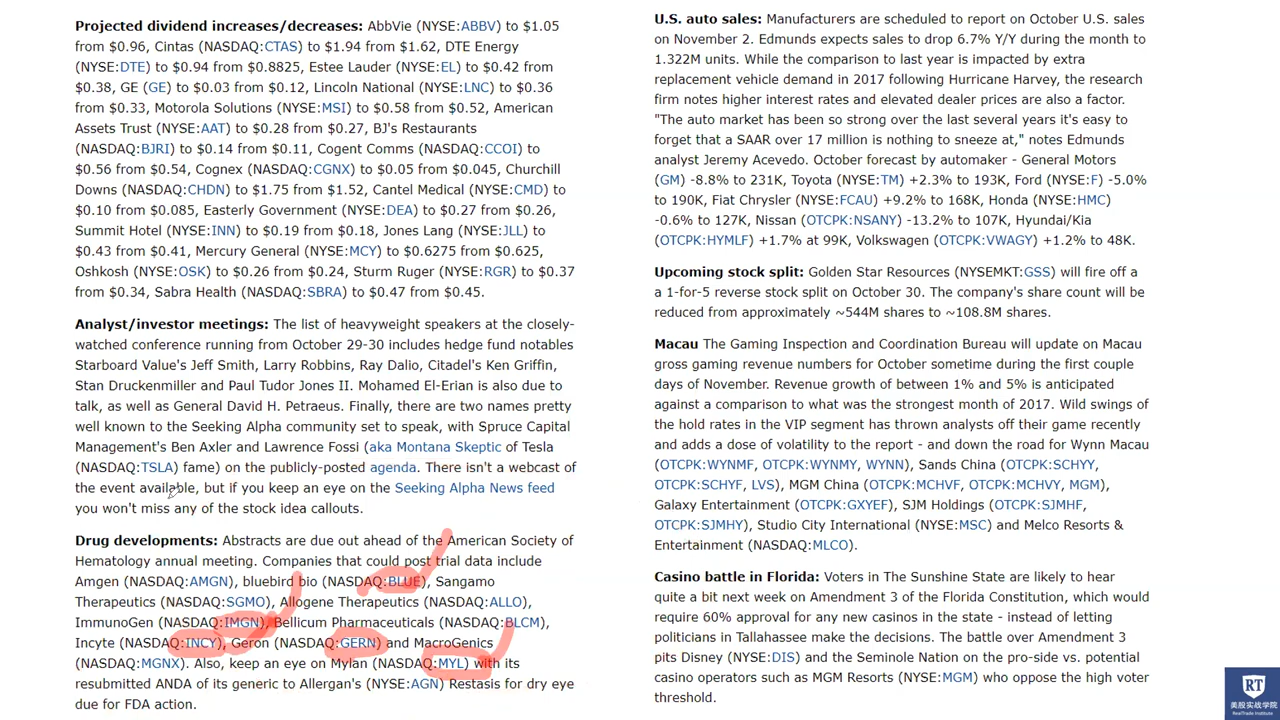 Projected dividend increases/decreases: AbbVie (NYSE:ABBV) to $1.05
from $0.96, Cintas (NASDAQ:CTAS) to $1.94 from $1.62, DTE Energy
(NYSE:DTE) to $0.94 from $0.8825, Estee Lauder (NYSE:EL) to $0.42 from
$0.38, GE (GE) to $0.03 from $0.12, Lincoln National (NYSE:LNC) to $0.36
from $0.33, Motorola Solutions (NYSE:MSI) to $0.58 from $0.52, American
Assets Trust (NYSE:AAT) to $0.28 from $0.27, BJ's Restaurants
(NASDAQ:BJRI) to $0.14 from $0.11, Cogent Comms (NASDAQ:CCOI) to
$0.56 from $0.54, Cognex (NASDAQ:CGNX) to $0.05 from $0.045, Churchill
Downs (NASDAQ:CHDN) to $1.75 from $1.52, Cantel Medical (NYSE:CMD) to
$0.10 from $0.085, Easterly Government (NYSE:DEA) to $0.27 from $0.26,
Summit Hotel (NYSE:INN) to $0.19 from $0.18, Jones Lang (NYSE:JLL) to
$0.43 from $0.41, Mercury General (NYSE:MCY) to $0.6275 from $0.625,
Oshkosh (NYSE:OSK) to $0.26 from $0.24, Sturm Ruger (NYSE:RGR) to $0.37
from $0.34, Sabra Health (NASDAQ:SBRA) to $0.47 from $0.45.
Analyst/investor meetings: The list of heavyweight speakers at the closely-
watched conference running from October 29-30 includes hedge fund notables
Starboard Value's Jeff Smith, Larry Robbins, Ray Dalio, Citadel's Ken Griffin,
Stan Druckenmiller and Paul Tudor Jones II. Mohamed El-Erian is also due to
talk, as well as General David H. Petraeus. Finally, there are two names pretty
well known to the Seeking Alpha community set to speak, with Spruce Capital
Management's Ben Axler and Lawrence Fossi (aka Montana Skeptic of Tesla
(NASDAQ:TSLA) fame) on the publicly-posted agenda. There isn't a webcast of
the event available, but if you keep an eye on the Seeking Alpha News feed
you won't miss any of the stock idea callouts.
Drug developments: Abstracts are due out ahead of the American Society of
Hematology annual meeting. Companies that could post trial data include
Amgen (NASDAQ:AMGN), bluebird bio (NASDAQ:BLUE), Sangamo
Therapeutics (NASDAQ:SGMO), Allogene Therapeutics (NASDAQ:ALLO),
ImmunoGen (NASDAQ:IMGN), Bellicum Pharmaceuticals (NASDAQ:BLCM),
Incyte (NASDAQ:INCY), Geron (NASDAQ:GERN) and MacroGenics
(NASDAQ:MGNX). Also, keep an eye on Mylan (NASDAQ:MYL) with its
resubmitted ANDA of its generic to Allergan's (NYSE:AGN) Restasis for dry eye
due for FDA action.
U.S. auto sales: Manufacturers are scheduled to report on October U.S. sales
on November 2. Edmunds expects sales to drop 6.7% Y/Y during the month to
1.322M units. While the comparison to last year is impacted by extra
replacement vehicle demand in 2017 following Hurricane Harvey, the research
firm notes higher interest rates and elevated dealer prices are also a factor.
"The auto market has been so strong over the last several years it's easy to
forget that a SAAR over 17 million is nothing to sneeze at," notes Edmunds
analyst Jeremy Acevedo. October forecast by automaker - General Motors
(GM) -8.8% to 231K, Toyota (NYSE:TM) +2.3% to 193K, Ford (NYSE:F) -5.0%
to 190K, Fiat Chrysler (NYSE:FCAU) +9.2% to 168K, Honda (NYSE:HMC)
-0.6% to 127K, Nissan (OTCPK:NSANY) -13.2% to 107K, Hyundai/Kia
(OTCPK:HYMLF) +1.7% at 99K, Volkswagen (OTCPK:VWAGY) +1.2% to 48K.
Upcoming stock split: Golden Star Resources (NYSEMKT:GSS) will fire off a
a 1-for-5 reverse stock split on October 30. The company's share count will be
reduced from approximately ~544M shares to ~108.8M shares.
Macau The Gaming Inspection and Coordination Bureau will update on Macau
gross gaming revenue numbers for October sometime during the first couple
days of November. Revenue growth of between 1% and 5% is anticipated
against a comparison to what was the strongest month of 2017. Wild swings of
the hold rates in the VIP segment has thrown analysts off their game recently
and adds a dose of volatility to the report - and down the road for Wynn Macau
(OTCPK:WYNMF, OTCPK:WYNMY, WYNN), Sands China (OTCPK:SCHYY,
OTCPK:SCHYF, LVS), MGM China (OTCPK:MCHVF, OTCPK:MCHVY, MGM),
Galaxy Entertainment (OTCPK:GXYEF), SJM Holdings (OTCPK:SJMHF,
OTCPK:SJMHY), Studio City International (NYSE:MSC) and Melco Resorts &
Entertainment (NASDAQ:MLCO).
Casino battle in Florida: Voters in The Sunshine State are likely to hear
quite a bit next week on Amendment 3 of the Florida Constitution, which would
require 60% approval for any new casinos in the state - instead of letting
politicians in Tallahassee make the decisions. The battle over Amendment 3
pits Disney (NYSE:DIS) and the Seminole Nation on the pro-side vs. potential
casino operators such as MGM Resorts (NYSE:MGM) who oppose the high voter
threshold.
RT
美股实战学院
RealTrade Institute